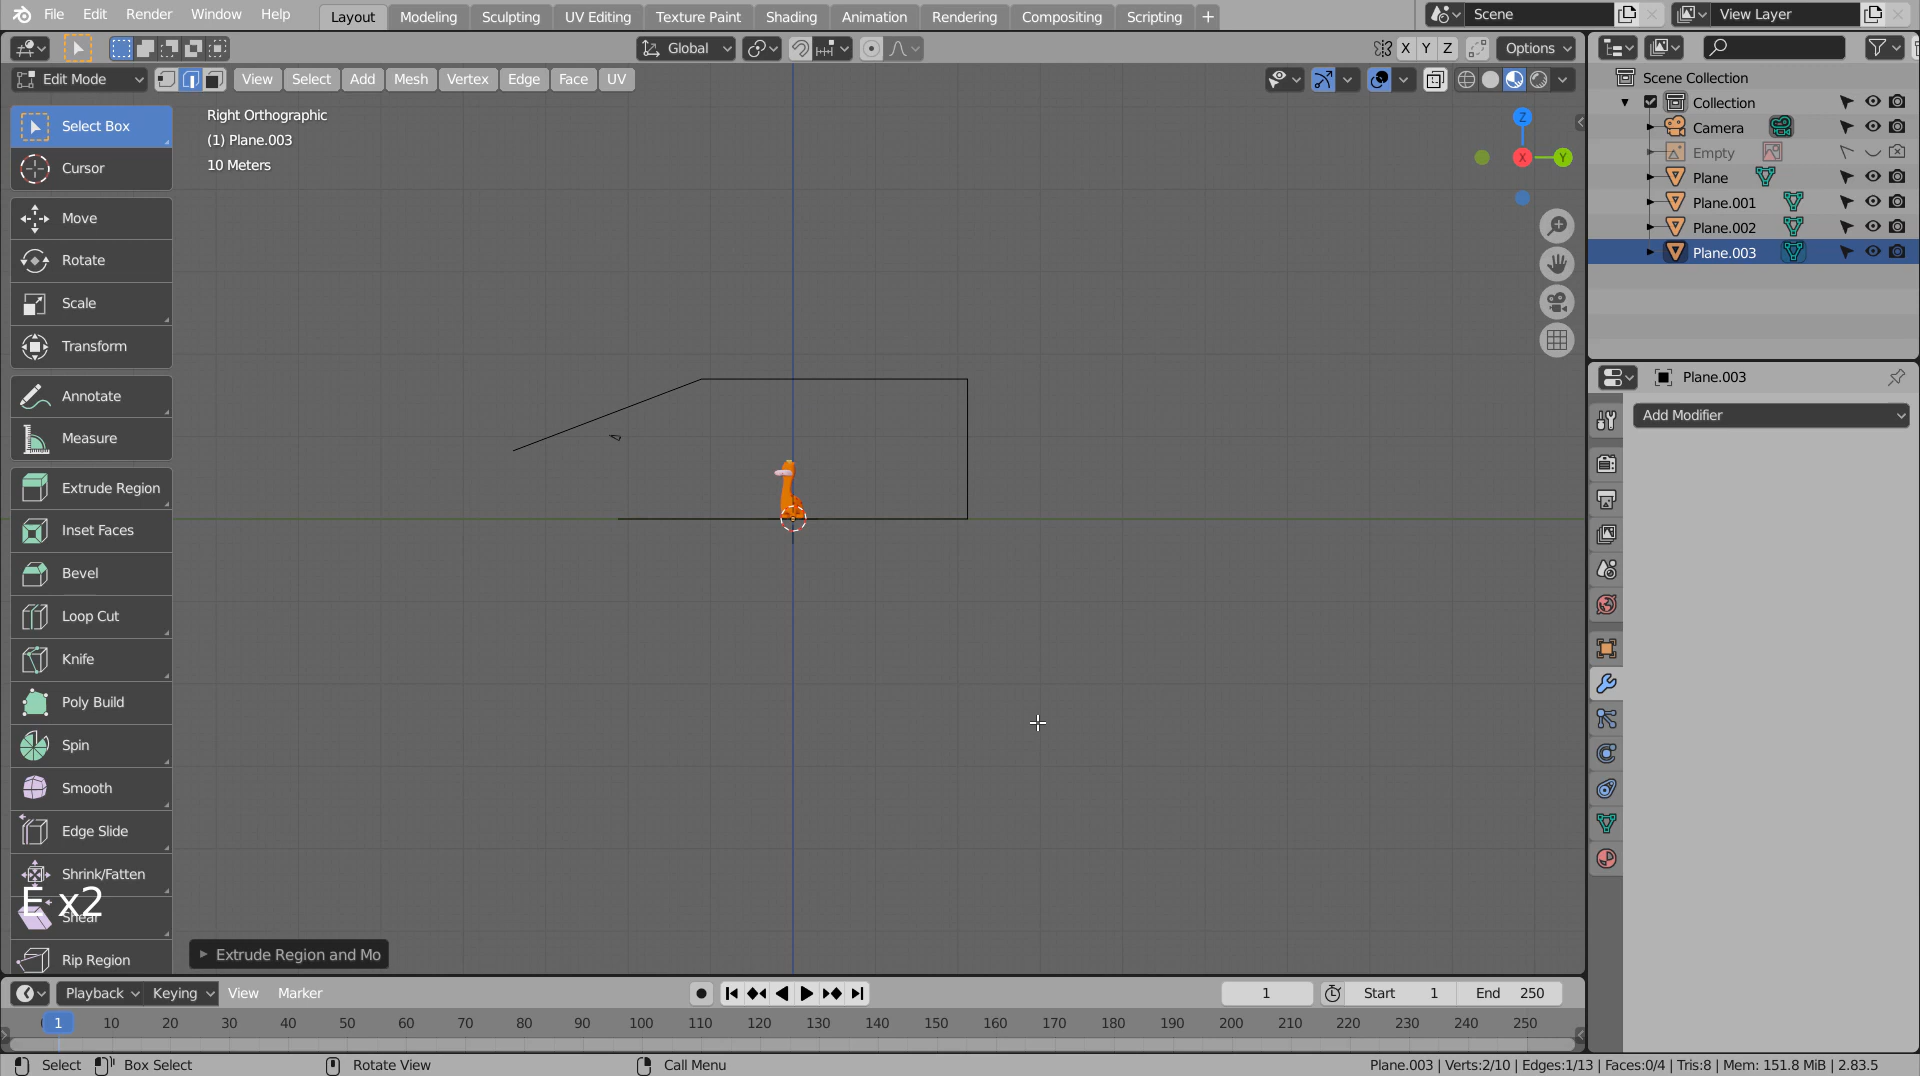 File Edit Render Window Help Layout Modeling Sculpting UV Editing Texture Paint Shading Animation Rendering Compositing Scripting + Scene View Layer
Global X Y Z Options
Edit Mode View Select Add Mesh Vertex Edge Face UV
Scene Collection
Collection
Camera
Empty
Plane
Plane.001
Plane.002
Plane.003
Right Orthographic
(1) Plane.003
10 Meters
Z
X
Y
Select Box
Cursor
Move
Rotate
Scale
Transform
Annotate
Measure
Extrude Region
Inset Faces
Bevel
Loop Cut
Knife
Poly Build
Spin
Smooth
Edge Slide
Shrink/Fatten
Shear
E x2
Rip Region
Plane.003
Add Modifier
Extrude Region and Mo
Playback Keying View Marker 1 Start 1 End 250
1 10 20 30 40 50 60 70 80 90 100 110 120 130 140 150 160 170 180 190 200 210 220 230 240 250
Select Box Select Rotate View Call Menu Plane.003 | Verts:2/10 | Edges:1/13 | Faces:0/4 | Tris:8 | Mem: 151.8 MiB | 2.83.5